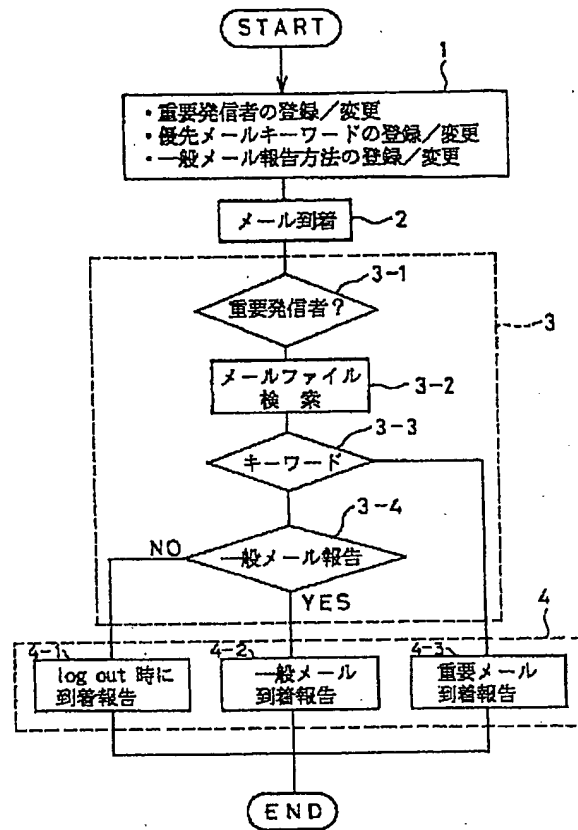 START
1
・重要発信者の登録／変更
・優先メールキーワードの登録／変更
・一般メール報告方法の登録／変更
メール到着
2
3-1
重要発信者？
3
メールファイル
検 索
3-2
3-3
キーワード
3-4
NO
一般メール報告
YES
4
4-1
log out 時に
到着報告
4-2
一般メール
到着報告
4-3
重要メール
到着報告
END